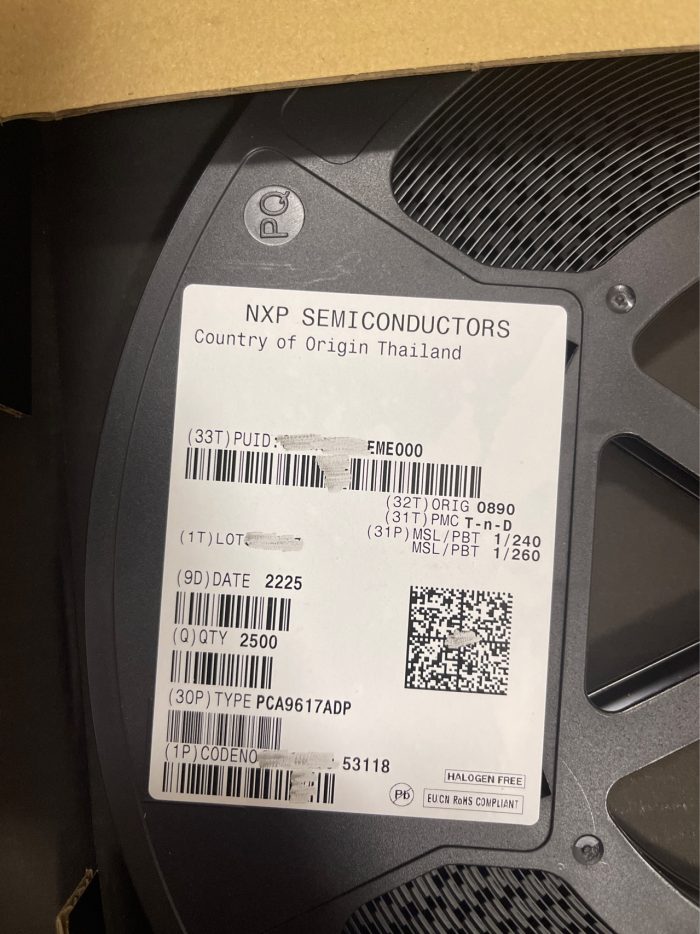 PQ
NXP SEMICONDUCTORS
Country of Origin Thailand
(33T)PUID: EME000
(32T)ORIG 0890
(31T)PMC T-n-D
(31P)MSL/PBT 1/240
MSL/PBT 1/260
(1T)LOT
(9D)DATE 2225
(Q)QTY 2500
(30P)TYPE PCA9617ADP
(1P)CODENO 53118
Pb
HALOGEN FREE
EU/CN RoHS COMPLIANT